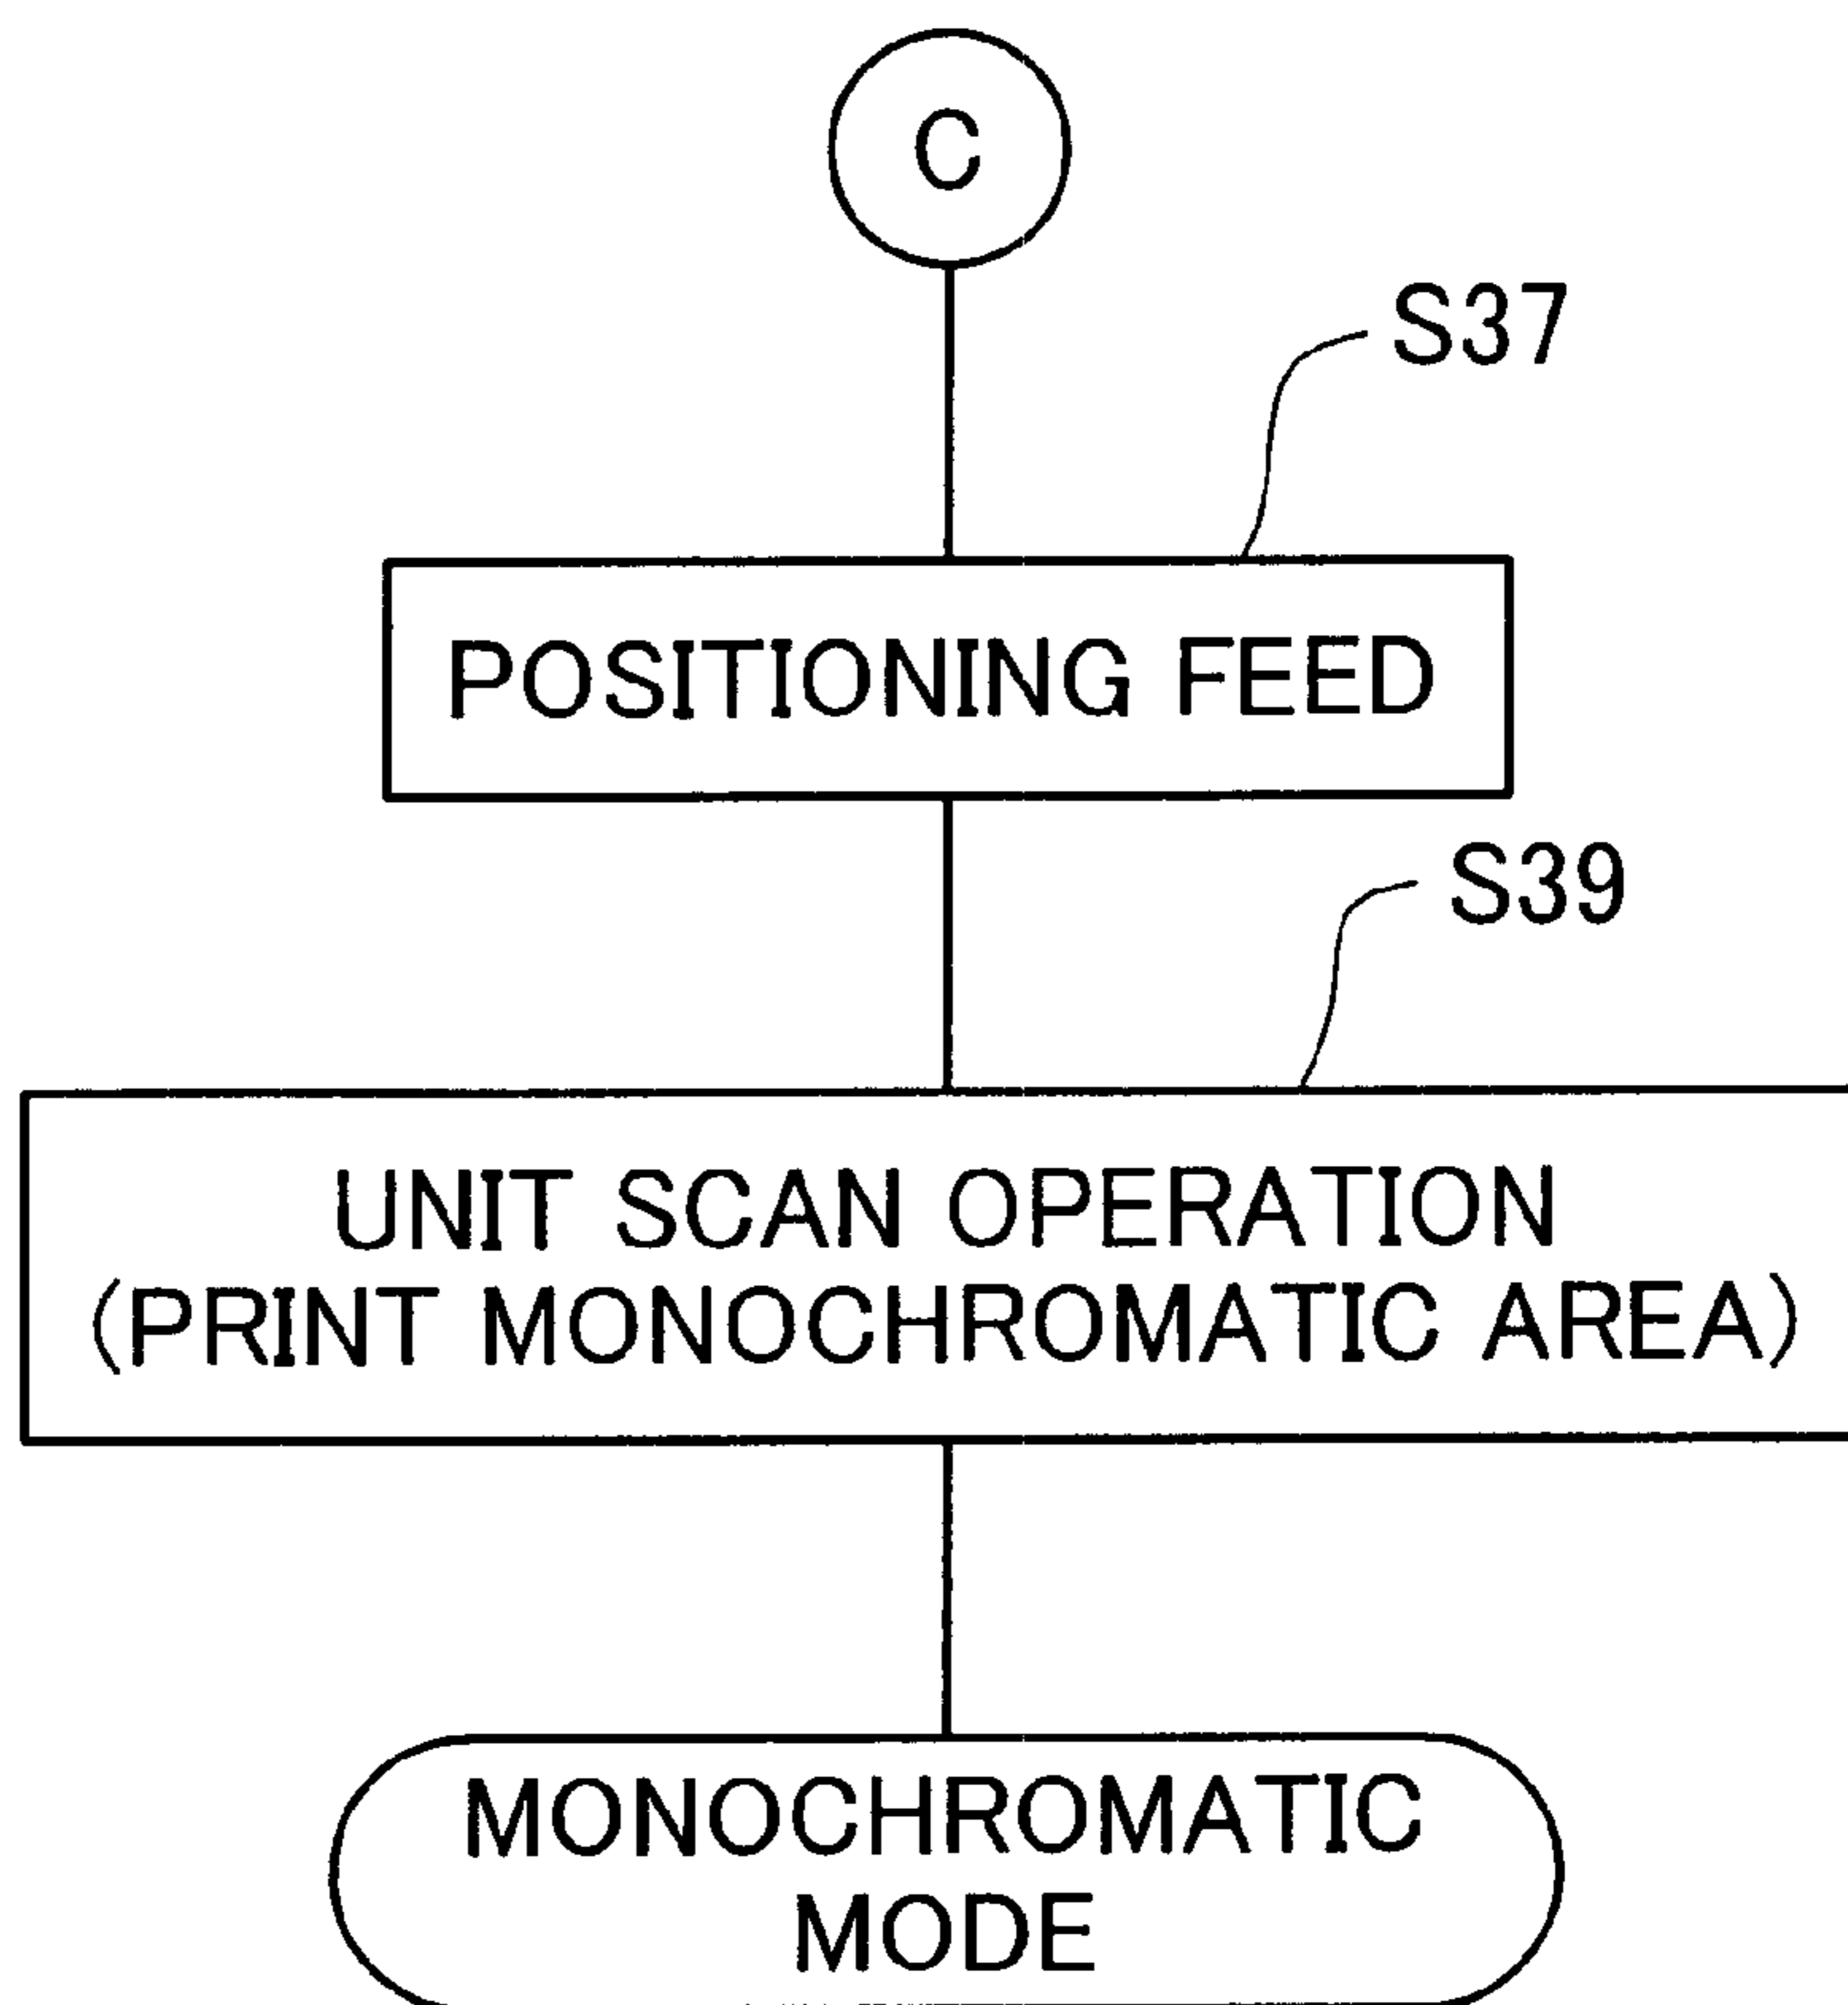 C
S37
POSITIONING FEED
S39
UNIT SCAN OPERATION
(PRINT MONOCHROMATIC AREA)
MONOCHROMATIC
MODE